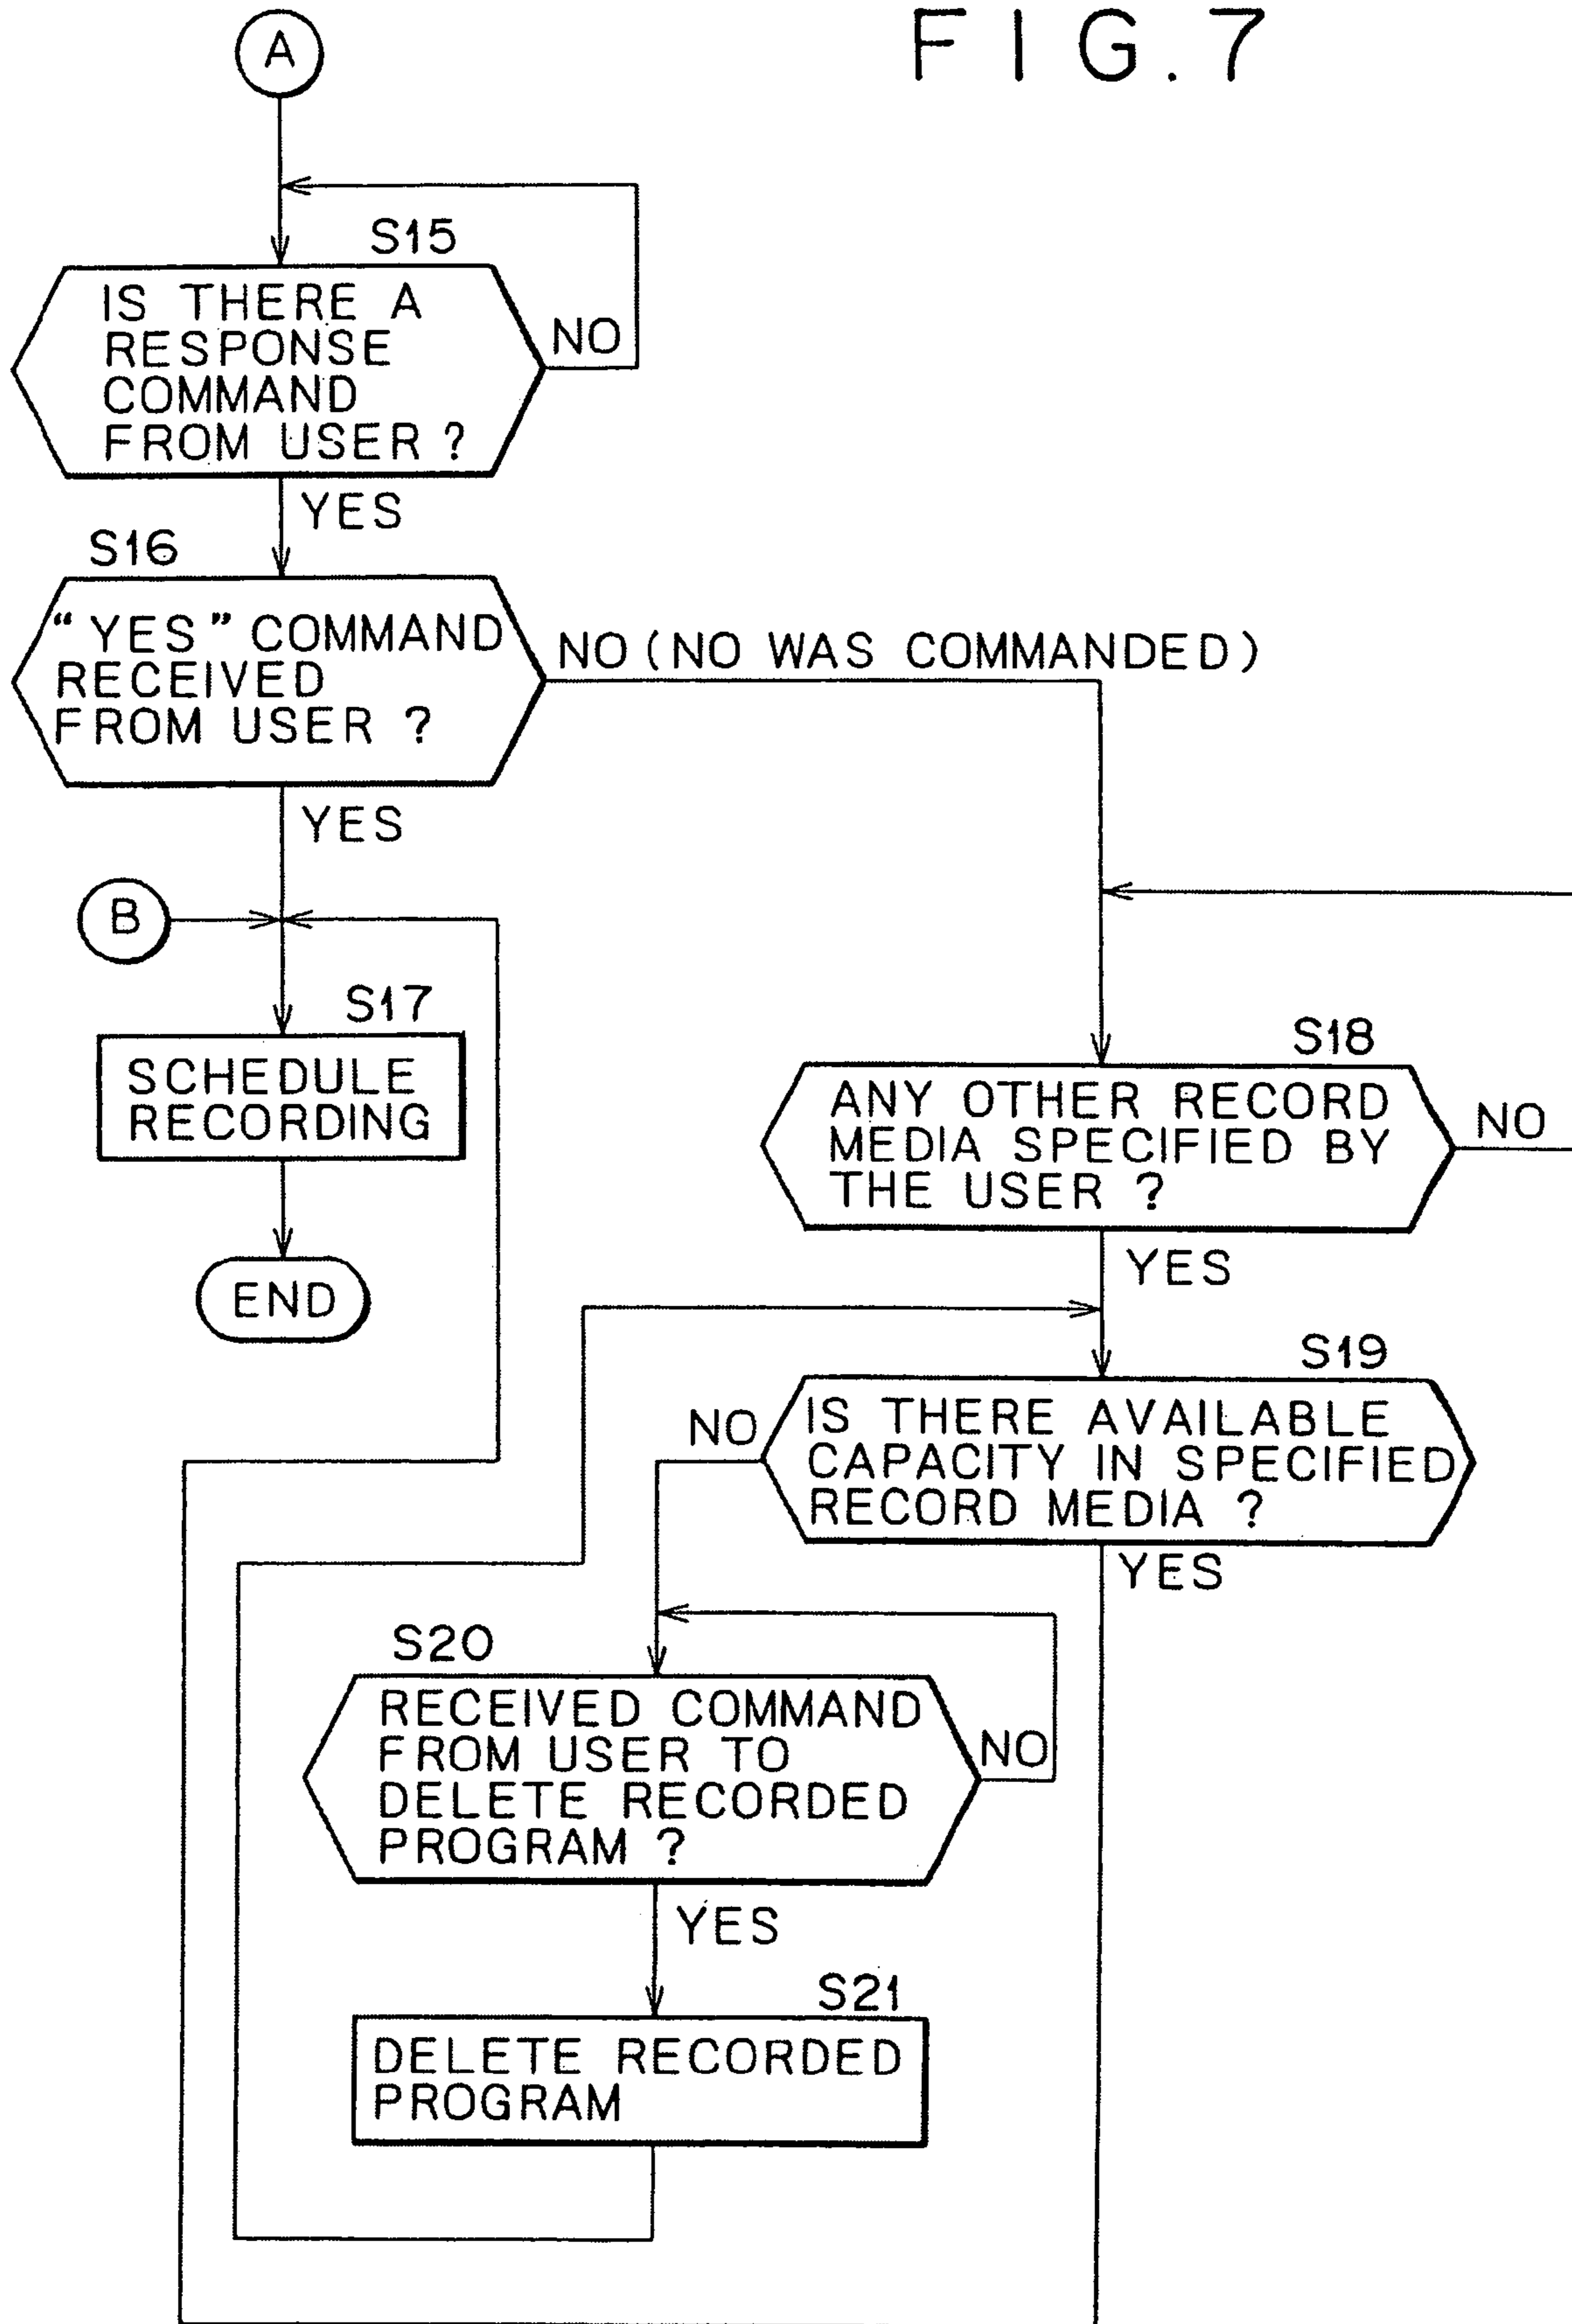 FIG.7
A
S15
IS THERE A
RESPONSE
COMMAND
FROM USER ?
NO
YES
S16
“YES” COMMAND
RECEIVED
FROM USER ?
NO (NO WAS COMMANDED)
YES
B
S17
SCHEDULE
RECORDING
END
S18
ANY OTHER RECORD
MEDIA SPECIFIED BY
THE USER ?
NO
YES
S19
IS THERE AVAILABLE
CAPACITY IN SPECIFIED
RECORD MEDIA ?
NO
YES
S20
RECEIVED COMMAND
FROM USER TO
DELETE RECORDED
PROGRAM ?
NO
YES
S21
DELETE RECORDED
PROGRAM